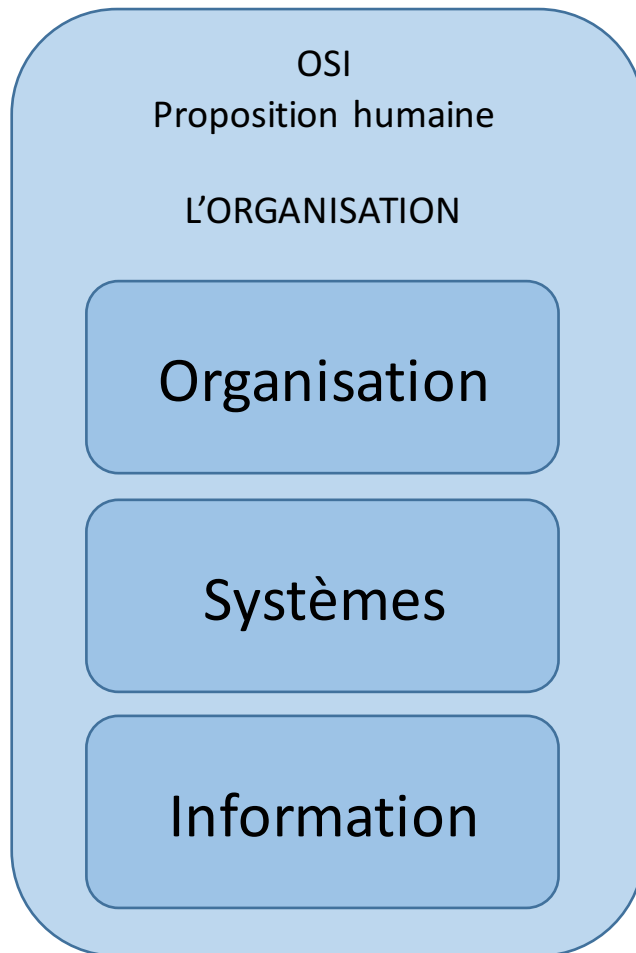 OSI
Proposition humaine
L’ORGANISATION
Organisation
Systèmes
Information